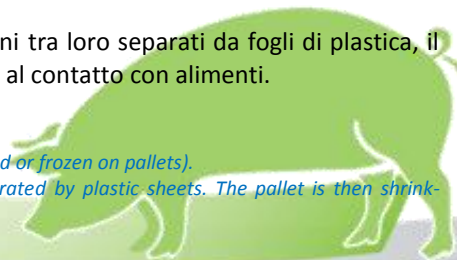 ni tra loro separati da fogli di plastica, il
al contatto con alimenti.
d or frozen on pallets).
rated by plastic sheets. The pallet is then shrink-